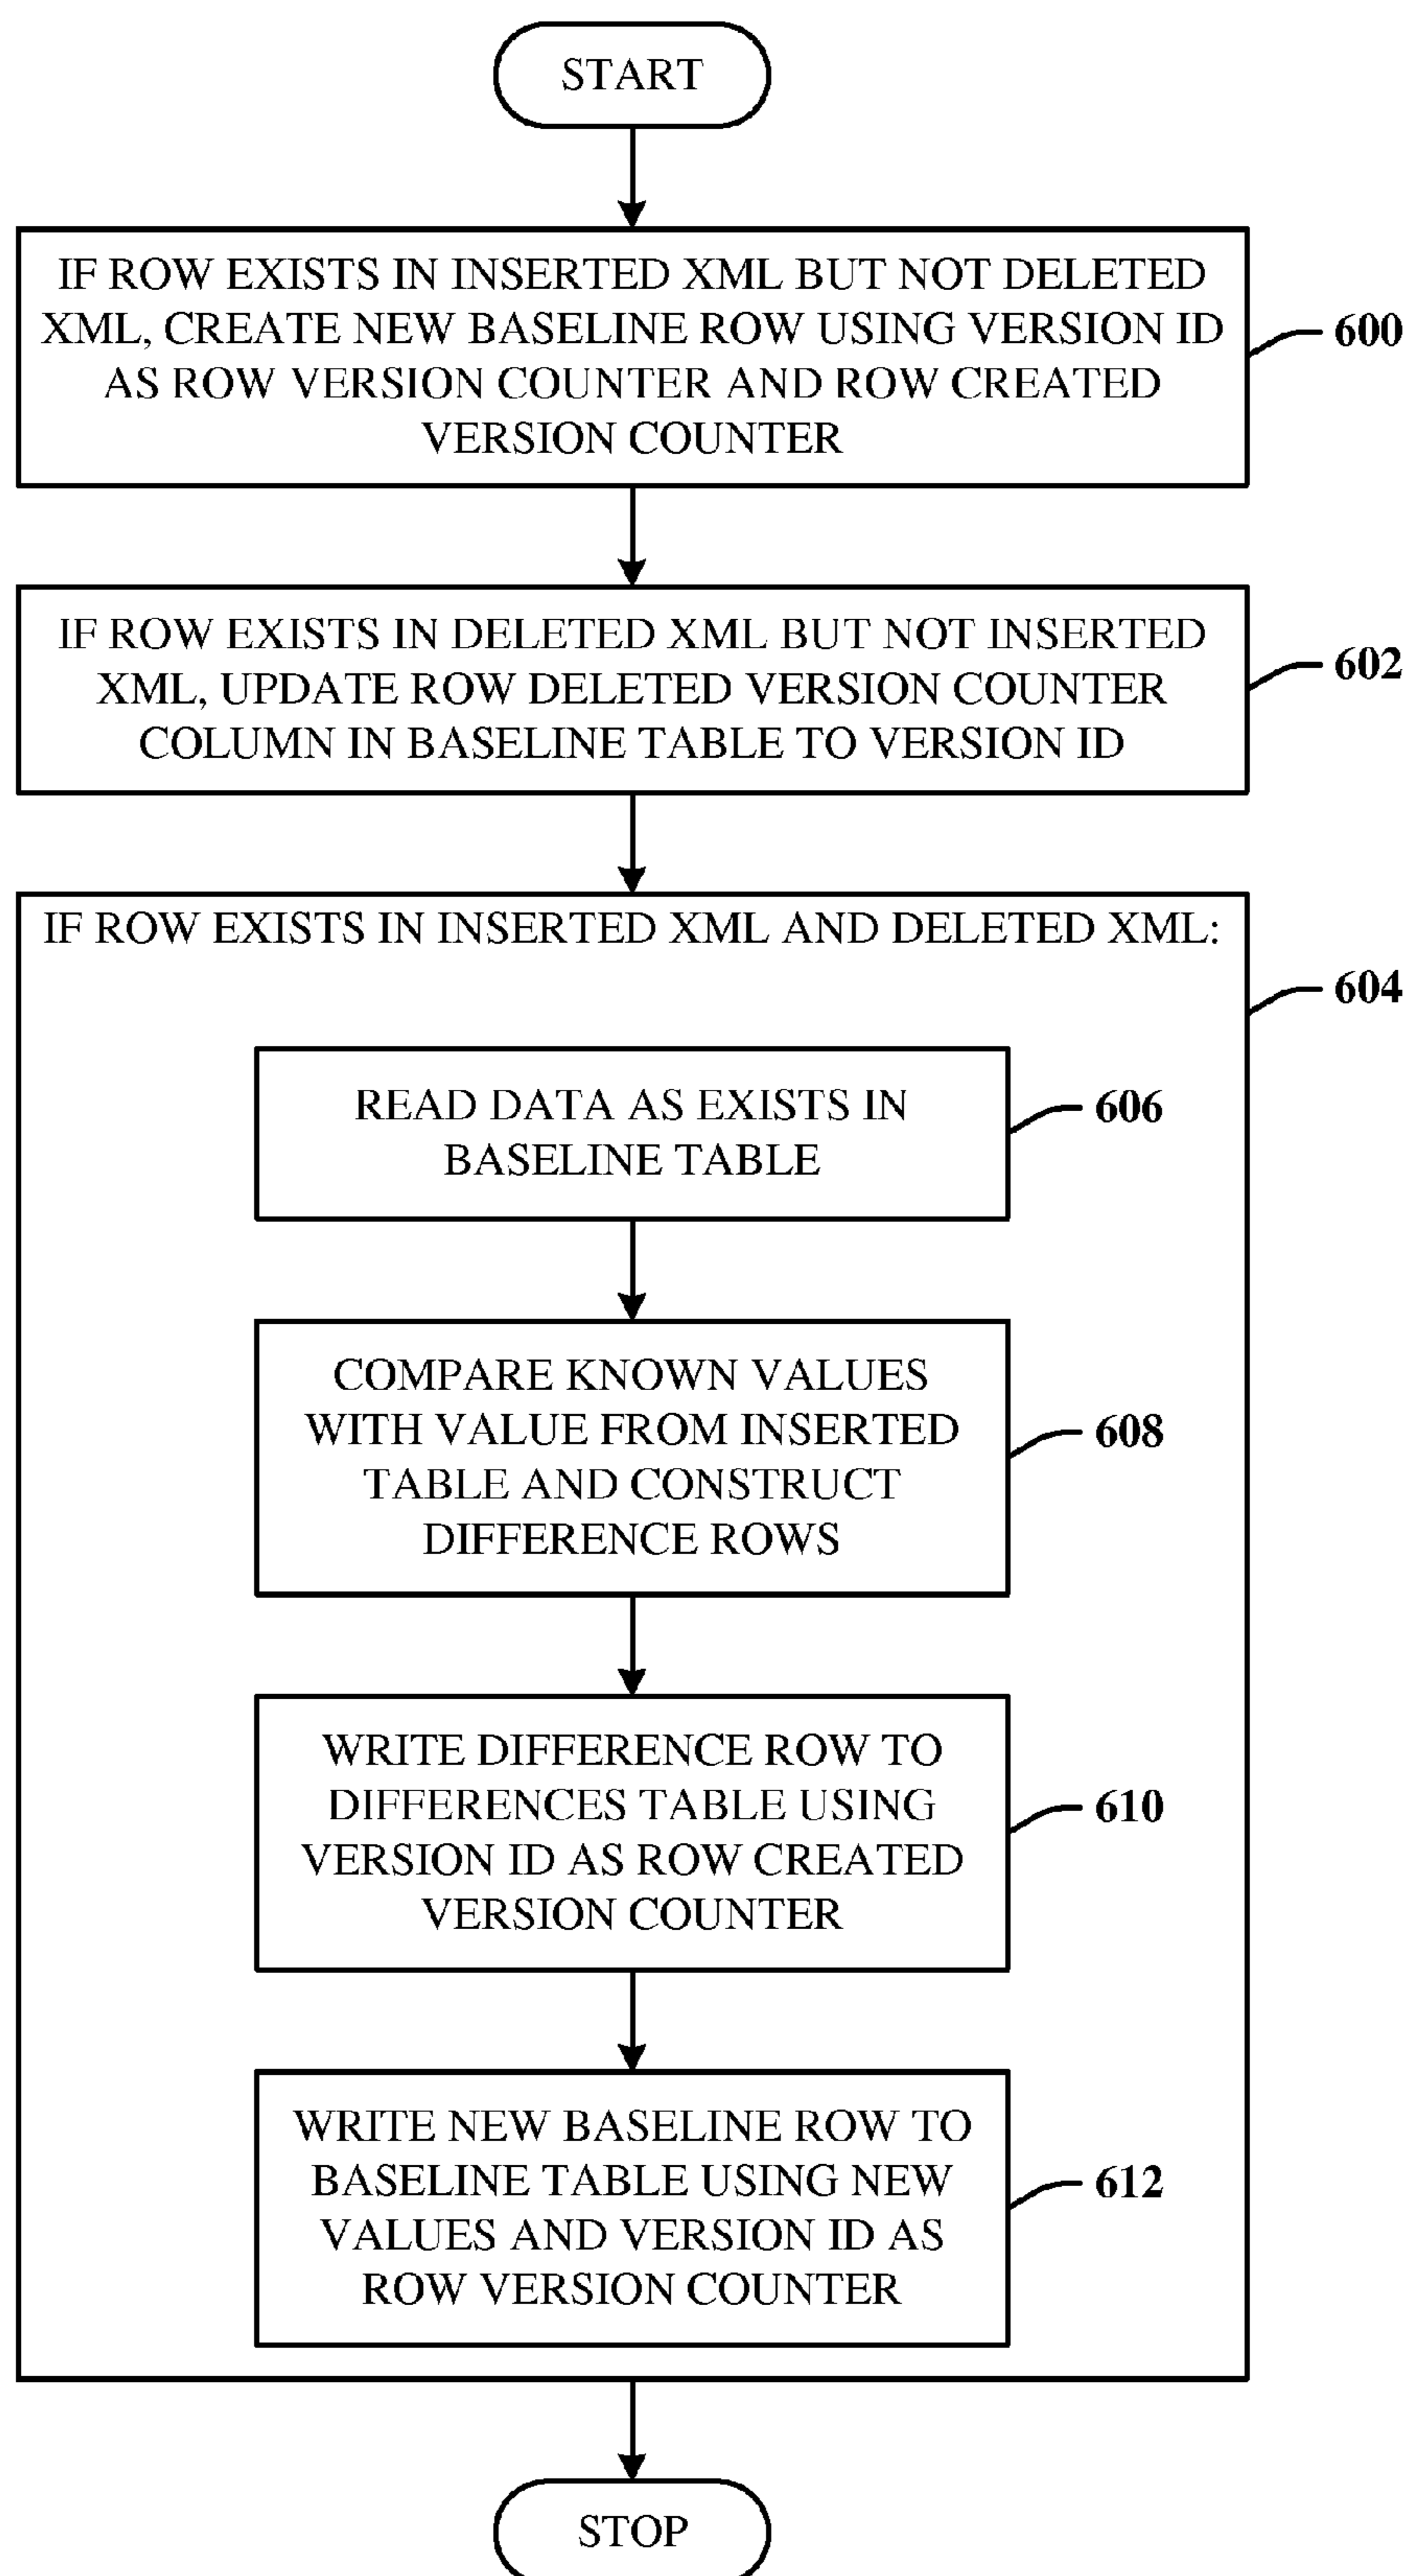 START
IF ROW EXISTS IN INSERTED XML BUT NOT DELETED
XML, CREATE NEW BASELINE ROW USING VERSION ID
AS ROW VERSION COUNTER AND ROW CREATED
VERSION COUNTER
600
IF ROW EXISTS IN DELETED XML BUT NOT INSERTED
XML, UPDATE ROW DELETED VERSION COUNTER
COLUMN IN BASELINE TABLE TO VERSION ID
602
IF ROW EXISTS IN INSERTED XML AND DELETED XML:
604
READ DATA AS EXISTS IN
BASELINE TABLE
606
COMPARE KNOWN VALUES
WITH VALUE FROM INSERTED
TABLE AND CONSTRUCT
DIFFERENCE ROWS
608
WRITE DIFFERENCE ROW TO
DIFFERENCES TABLE USING
VERSION ID AS ROW CREATED
VERSION COUNTER
610
WRITE NEW BASELINE ROW TO
BASELINE TABLE USING NEW
VALUES AND VERSION ID AS
ROW VERSION COUNTER
612
STOP